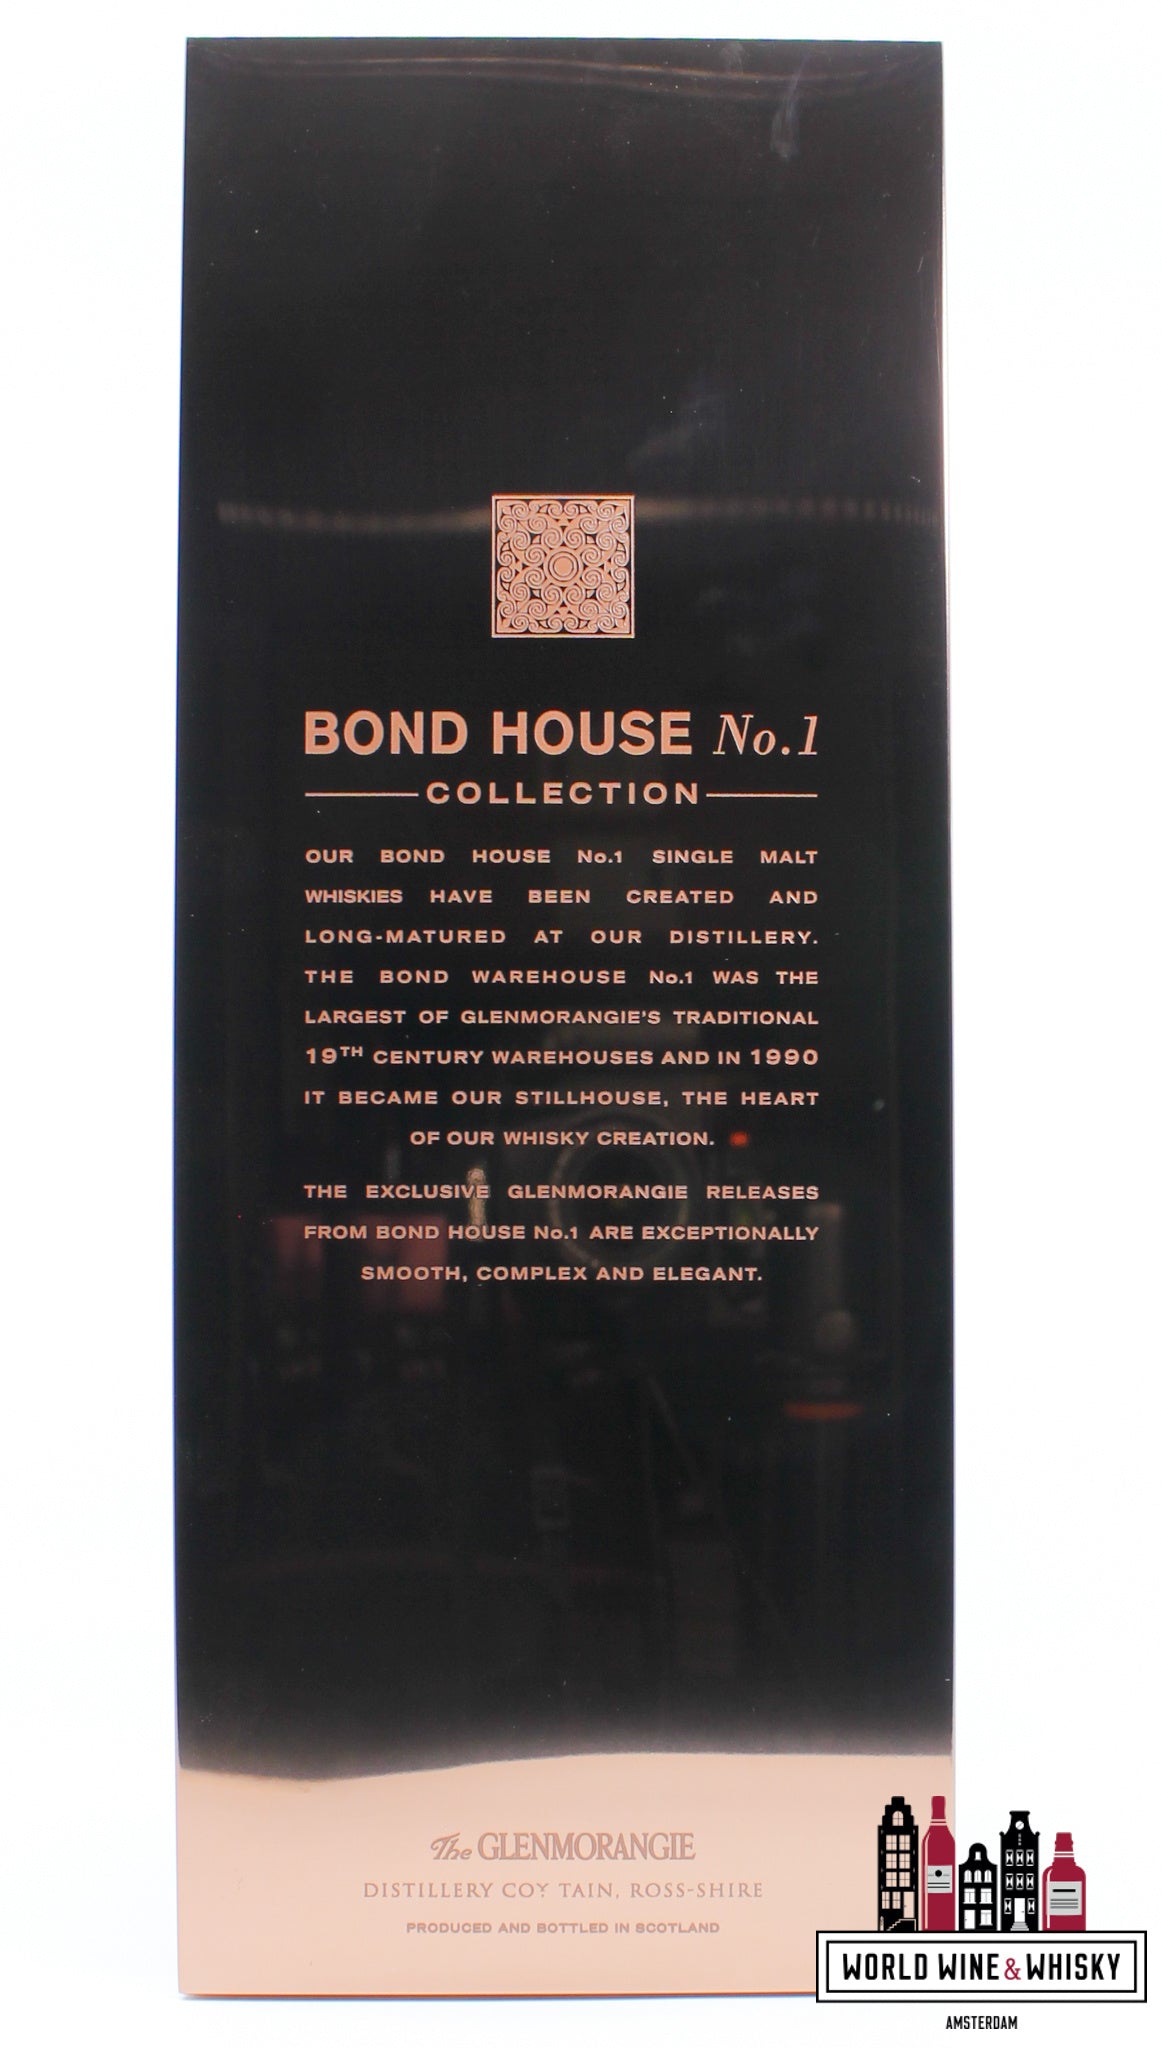 BOND HOUSE No.1
COLLECTION
OUR BOND HOUSE No.1 SINGLE MALT
WHISKIES HAVE BEEN CREATED AND
LONG-MATURED AT OUR DISTILLERY.
THE BOND WAREHOUSE No.1 WAS THE
LARGEST OF GLENMORANGIE'S TRADITIONAL
19TH CENTURY WAREHOUSES AND IN 1990
IT BECAME OUR STILLHOUSE, THE HEART
OF OUR WHISKY CREATION.
THE EXCLUSIVE GLENMORANGIE RELEASES
FROM BOND HOUSE No.1 ARE EXCEPTIONALLY
SMOOTH, COMPLEX AND ELEGANT.
The GLENMORANGIE
DISTILLERY COY TAIN, ROSS-SHIRE
PRODUCED AND BOTTLED IN SCOTLAND
WORLD WINE & WHISKY
AMSTERDAM